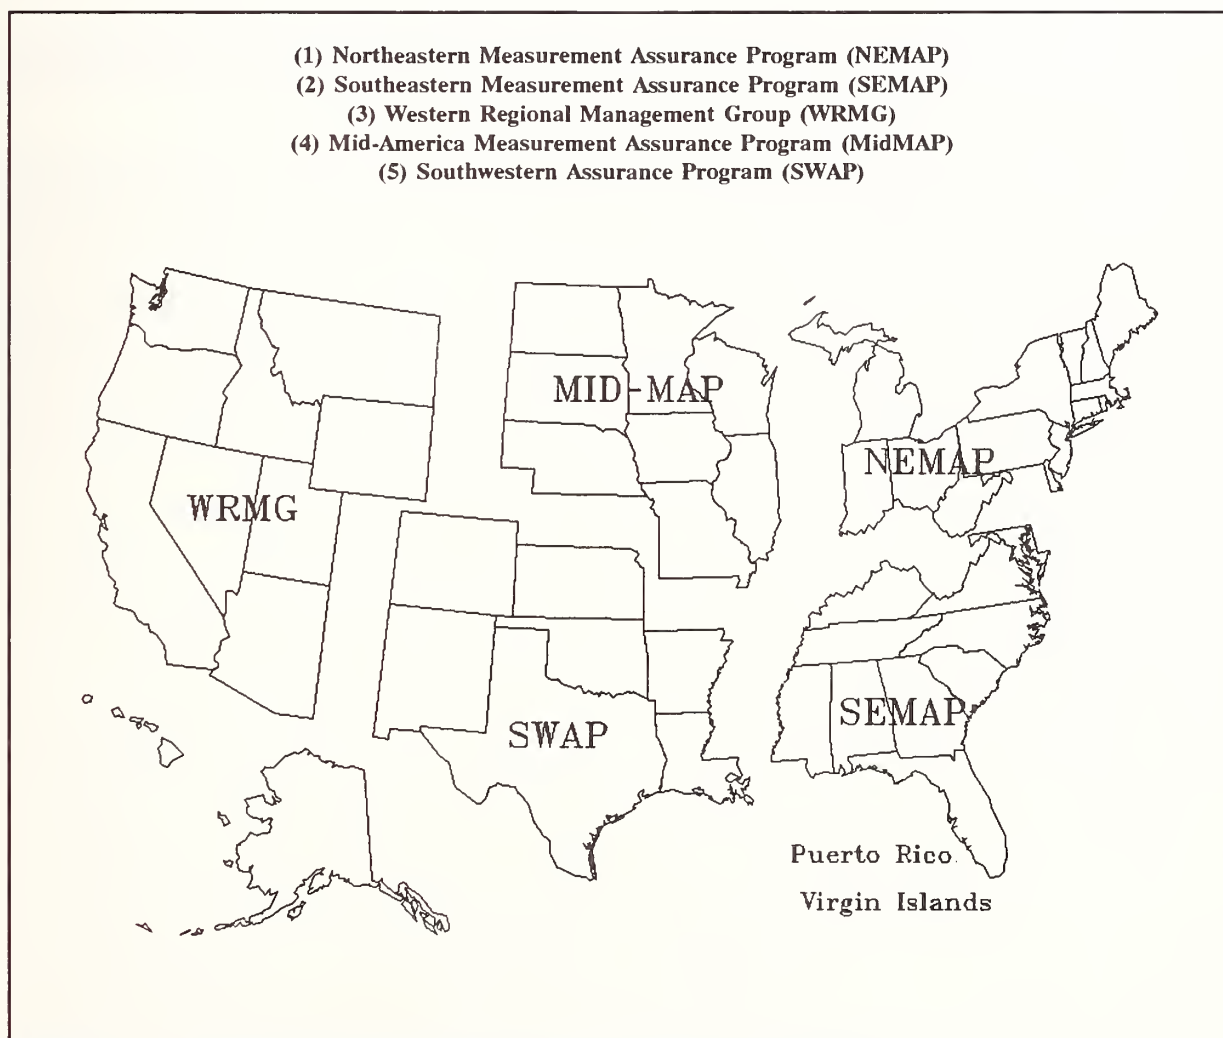 (1) Northeastern Measurement Assurance Program (NEMAP)
(2) Southeastern Measurement Assurance Program (SEMAP)
(3) Western Regional Management Group (WRMG)
(4) Mid-America Measurement Assurance Program (MidMAP)
(5) Southwestern Assurance Program (SWAP)
MID-MAP
NEMAP
WRMG
SEMAP
SWAP
Puerto Rico
Virgin Islands